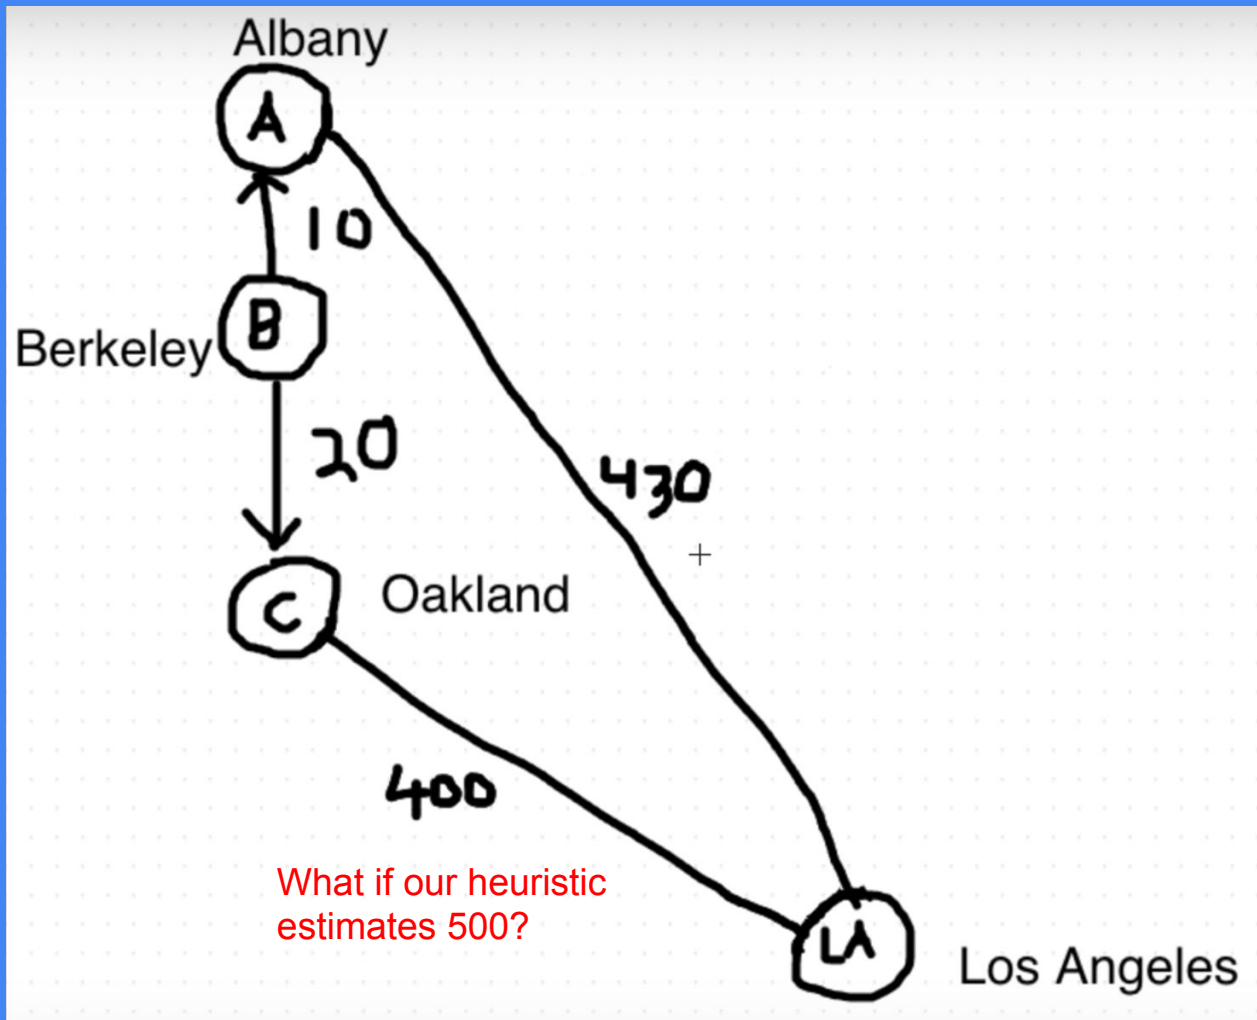 Albany
A
10
B
Berkeley
20
430
C
Oakland
400
What if our heuristic
estimates 500?
LA
Los Angeles